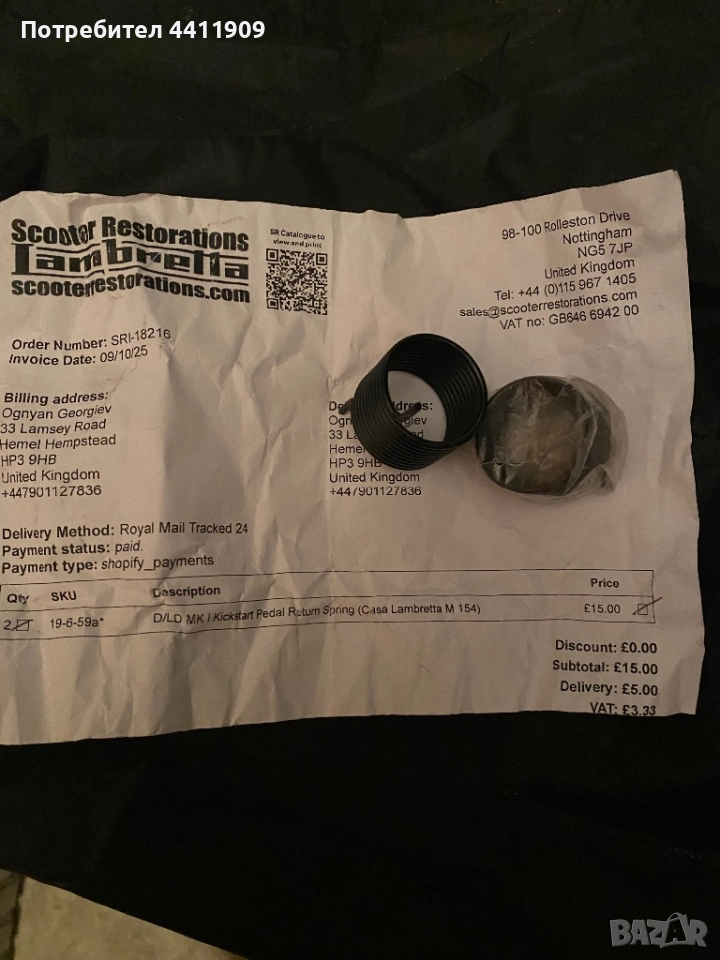 Потребител 4411909
Scooter Restorations
Lambretta
scooterrestorations.com
SR Catalogue to
view and print
98-100 Rolleston Drive
Nottingham
NG5 7JP
United Kingdom
Tel: +44 (0)115 967 1405
sales@scooterrestorations.com
VAT no: GB646 6942 00
Order Number: SRI-18216
Invoice Date: 09/10/25
Billing address:
Ognyan Georgiev
33 Lamsey Road
Hemel Hempstead
HP3 9HB
United Kingdom
+447901127836
33 La
HP3 9HB
United Kingdom
+447901127836
Delivery Method: Royal Mail Tracked 24
Payment status: paid.
Payment type: shopify_payments
Qty SKU Description Price
2 19-6-59a* D/LD MK I Kickstart Pedal Return Spring (Casa Lambretta M 154) £15.00
Discount: £0.00
Subtotal: £15.00
Delivery: £5.00
VAT: £3.33
BAZAR